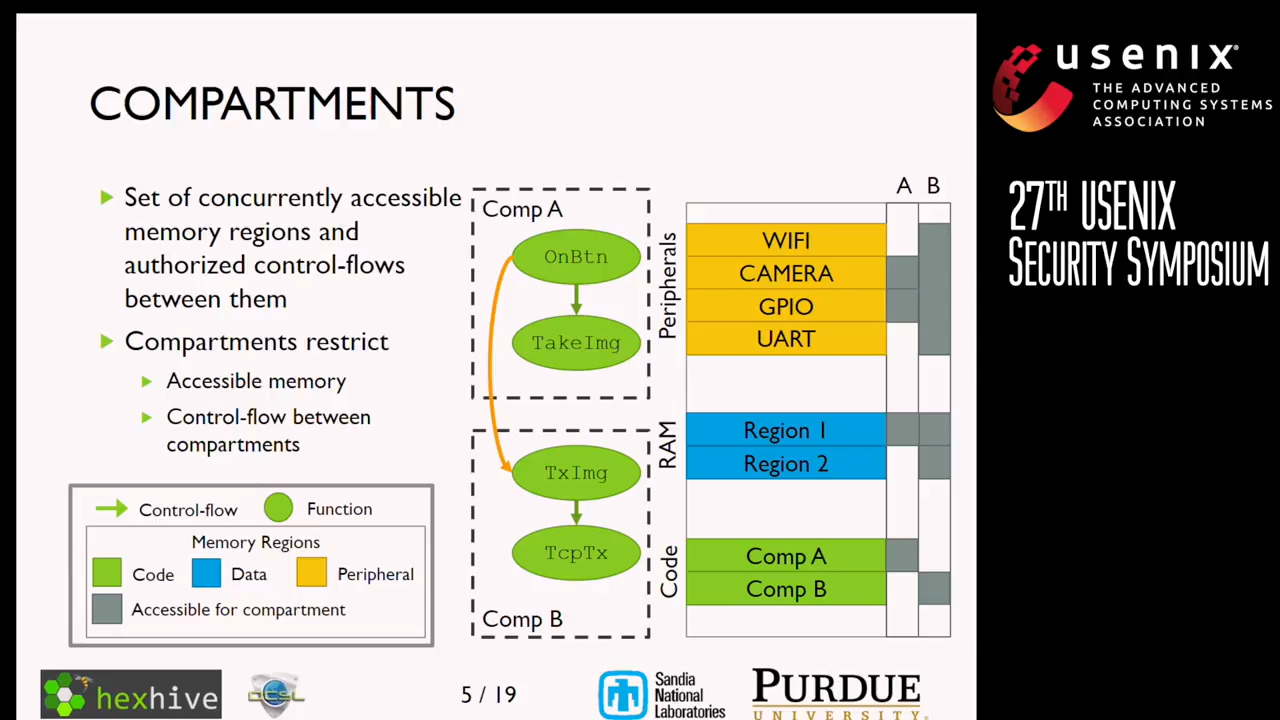 COMPARTMENTS
Set of concurrently accessible
memory regions and
authorized control-flows
between them
Compartments restrict
Accessible memory
Control-flow between
compartments
Control-flow
Function
Memory Regions
Code
Data
Peripheral
Accessible for compartment
Comp A
OnBtn
TakeImg
TxImg
TcpTx
Comp B
A B
Peripherals
WIFI
CAMERA
GPIO
UART
RAM
Region 1
Region 2
Code
Comp A
Comp B
hexhive
DCSL
5 / 19
Sandia
National
Laboratories
PURDUE
UNIVERSITY.
usenix®
THE ADVANCED
COMPUTING SYSTEMS
ASSOCIATION
27TH USENIX
SECURITY SYMPOSIUM